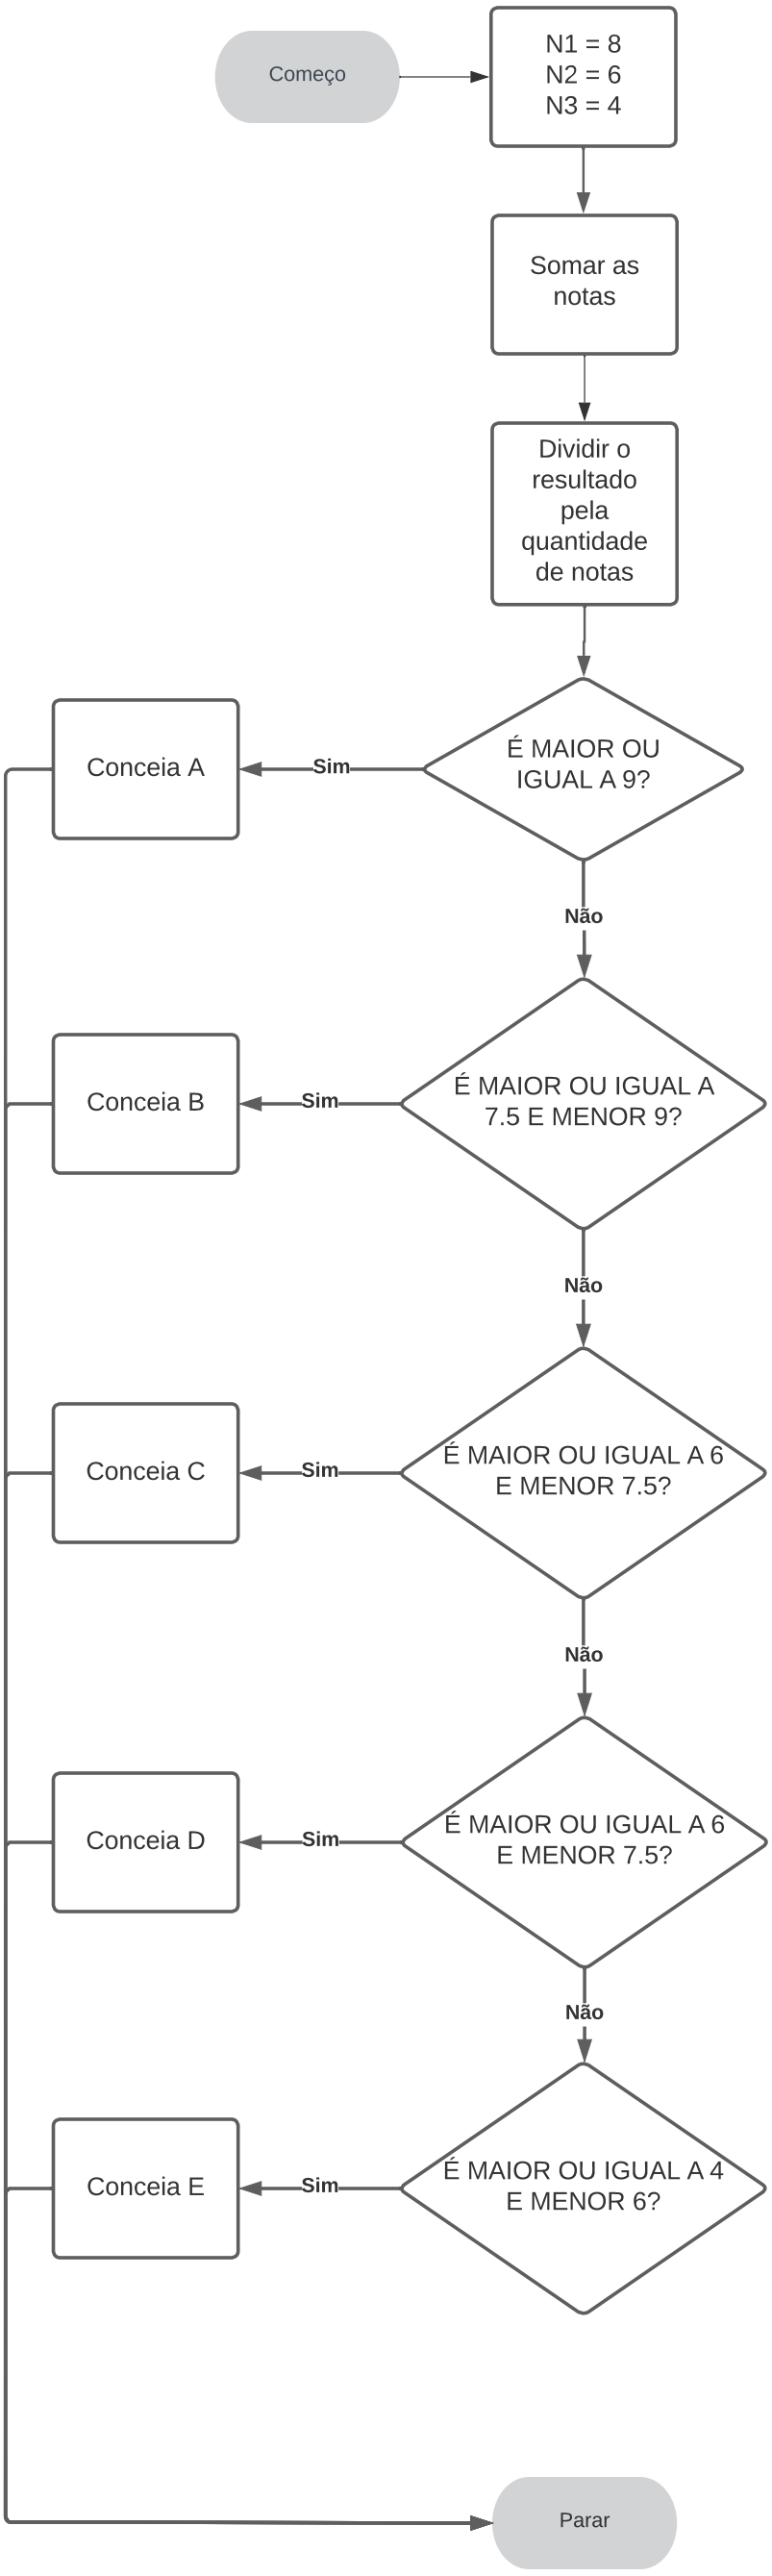 Começo
N1 = 8
N2 = 6
N3 = 4
Somar as
notas
Dividir o
resultado
pela
quantidade
de notas
É MAIOR OU
IGUAL A 9?
Sim
Conceia A
Não
É MAIOR OU IGUAL A
7.5 E MENOR 9?
Sim
Conceia B
Não
É MAIOR OU IGUAL A 6
E MENOR 7.5?
Sim
Conceia C
Não
É MAIOR OU IGUAL A 6
E MENOR 7.5?
Sim
Conceia D
Não
É MAIOR OU IGUAL A 4
E MENOR 6?
Sim
Conceia E
Parar